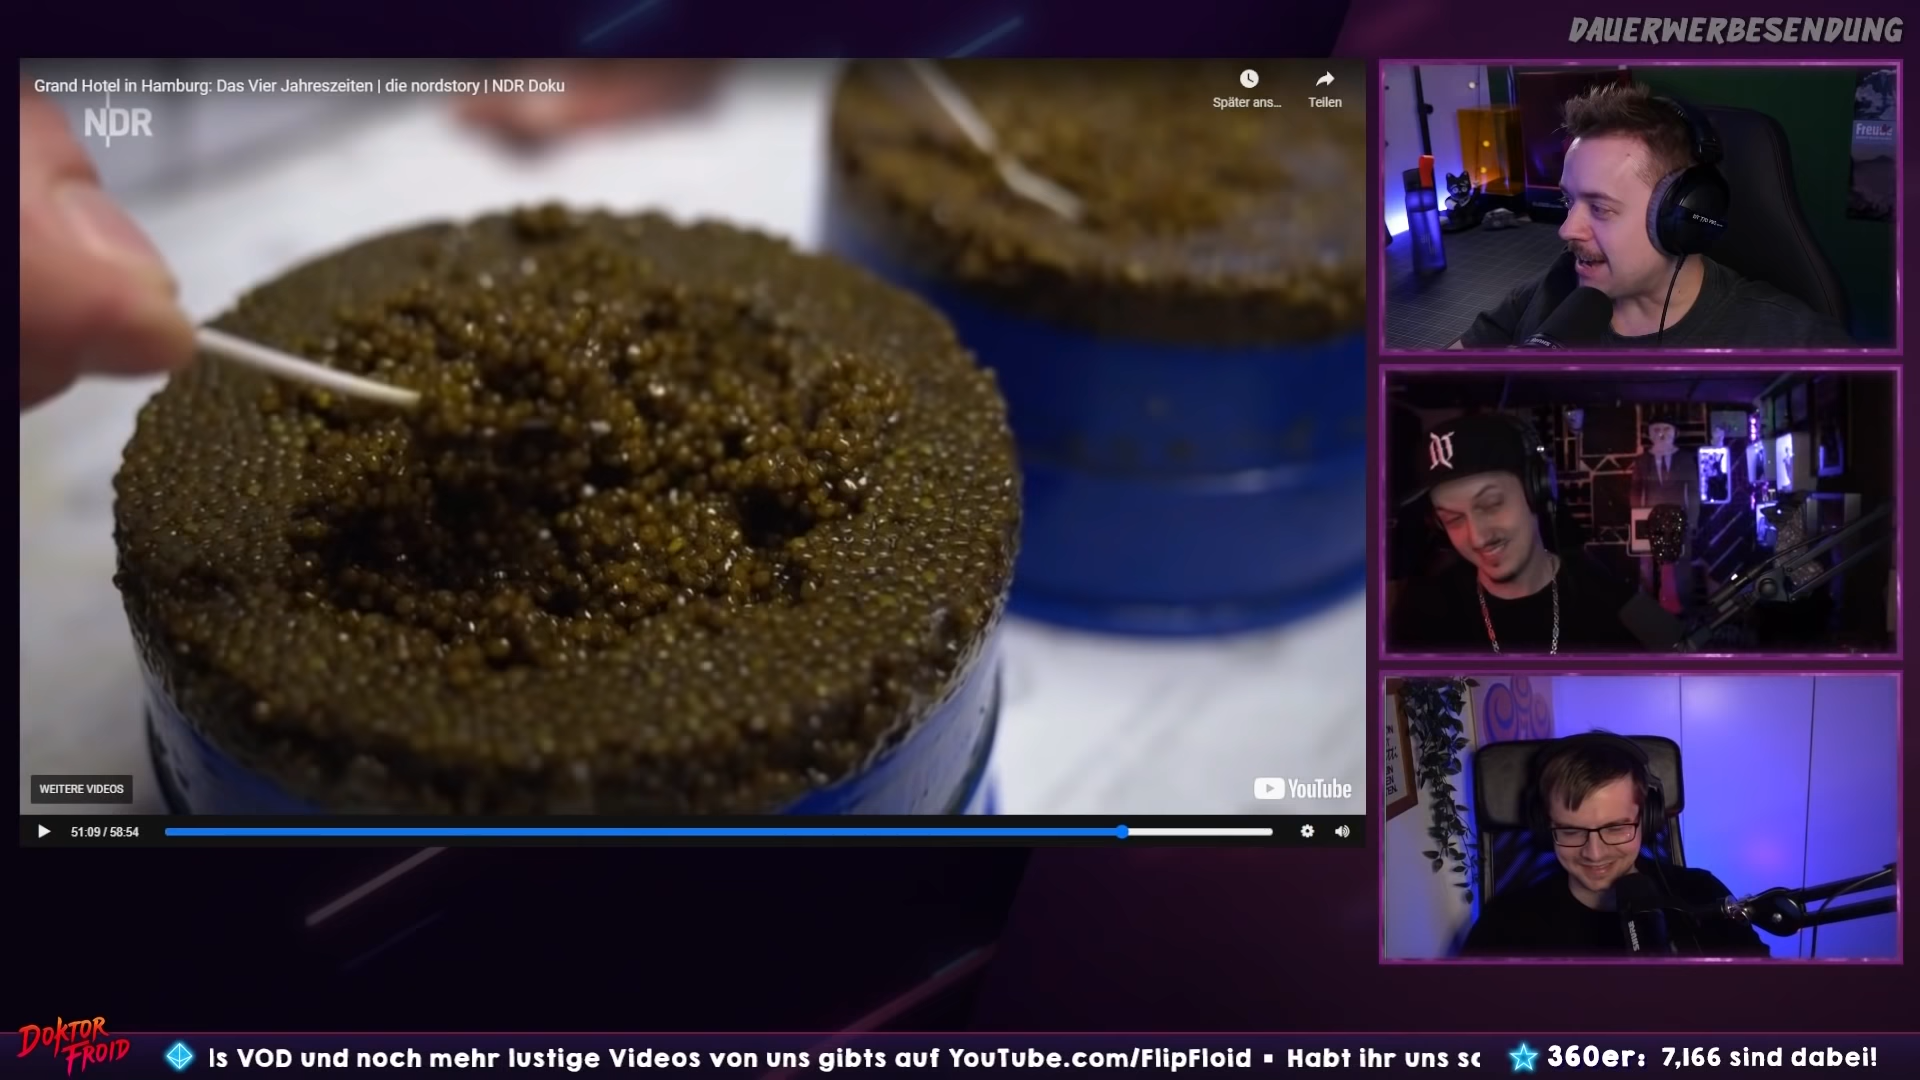 DAUERWERBESENDUNG
Grand Hotel in Hamburg: Das Vier Jahreszeiten | die nordstory | NDR Doku
Später ans...
Teilen
NDR
Freude
WEITERE VIDEOS
YouTube
51:09 / 58:54
DOKTOR
FROID
ls VOD und noch mehr lustige Videos von uns gibts auf YouTube.com/FlipFloid ▪ Habt ihr uns sc
360er: 7,166 sind dabei!